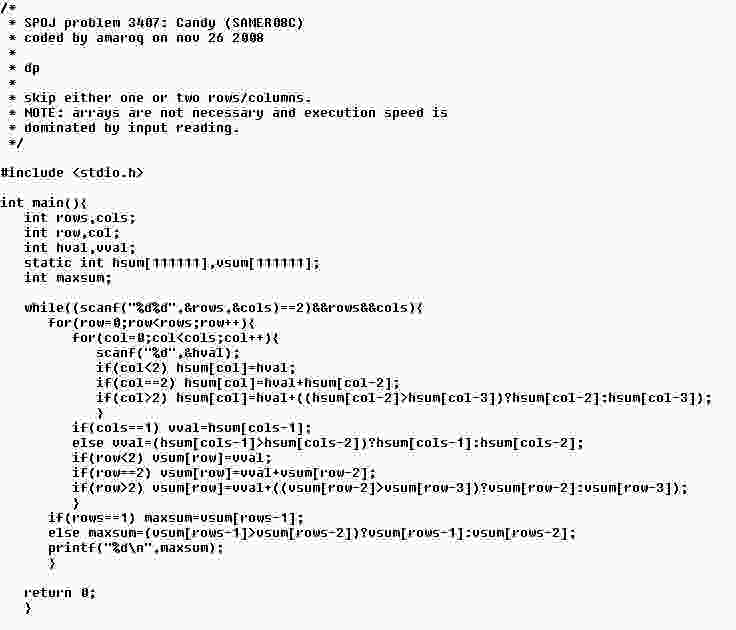 /*
 * SPOJ problem 3407: Candy (SAMER08C)
 * coded by amaroq on nov 26 2008
 *
 * dp
 *
 * skip either one or two rows/columns.
 * NOTE: arrays are not necessary and execution speed is
 * dominated by input reading.
 */

#include <stdio.h>

int main(){
   int rows,cols;
   int row,col;
   int hval,vval;
   static int hsum[111111],vsum[111111];
   int maxsum;

   while((scanf("%d%d",&rows,&cols)==2)&&rows&&cols){
      for(row=0;row<rows;row++){
         for(col=0;col<cols;col++){
            scanf("%d",&hval);
            if(col<2) hsum[col]=hval;
            if(col==2) hsum[col]=hval+hsum[col-2];
            if(col>2) hsum[col]=hval+((hsum[col-2]>hsum[col-3])?hsum[col-2]:hsum[col-3]);
            }
         if(cols==1) vval=hsum[cols-1];
         else vval=(hsum[cols-1]>hsum[cols-2])?hsum[cols-1]:hsum[cols-2];
         if(row<2) vsum[row]=vval;
         if(row==2) vsum[row]=vval+vsum[row-2];
         if(row>2) vsum[row]=vval+((vsum[row-2]>vsum[row-3])?vsum[row-2]:vsum[row-3]);
         }
      if(rows==1) maxsum=vsum[rows-1];
      else maxsum=(vsum[rows-1]>vsum[rows-2])?vsum[rows-1]:vsum[rows-2];
      printf("%d\n",maxsum);
      }

   return 0;
   }